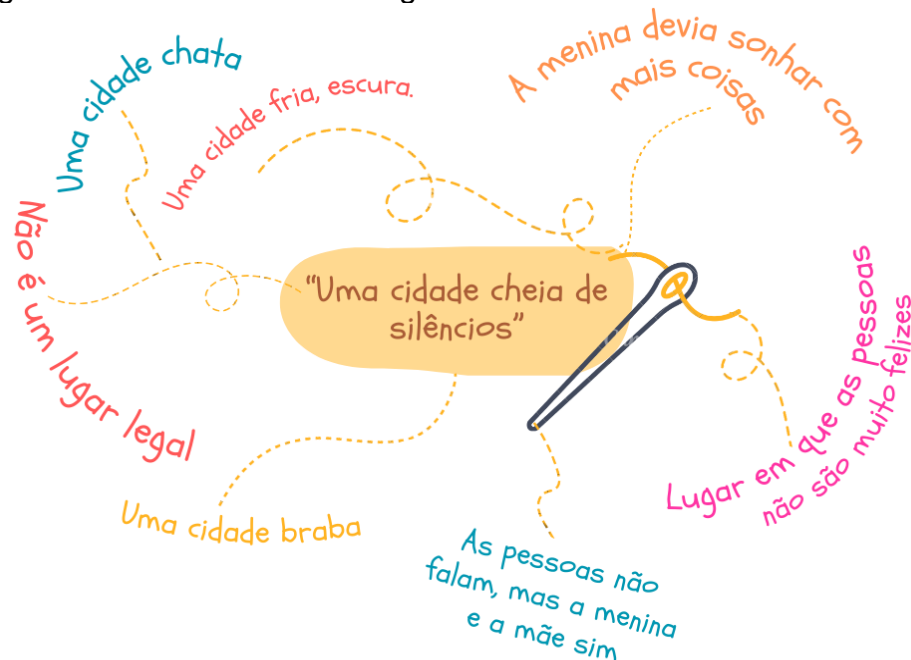 Uma cidade chata
Uma cidade fria, escura.
A menina devia sonhar com
mais coisas
Não é um lugar legal
"Uma cidade cheia de
silêncios"
Lugar em que as pessoas
não são muito felizes
Uma cidade braba
As pessoas não
falam, mas a menina
e a mãe sim